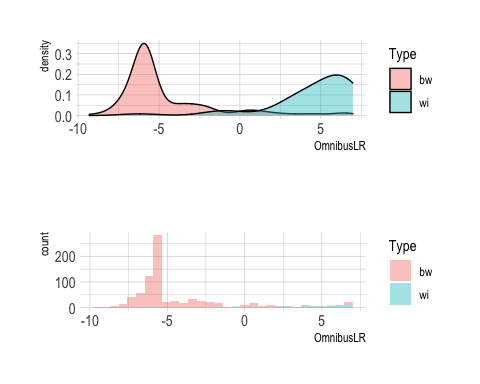 density
0.3
0.2
0.1
0.0
-10 -5 0 5
OmnibusLR
Type
bw
wi
count
200
100
0
-10 -5 0 5
OmnibusLR
Type
bw
wi